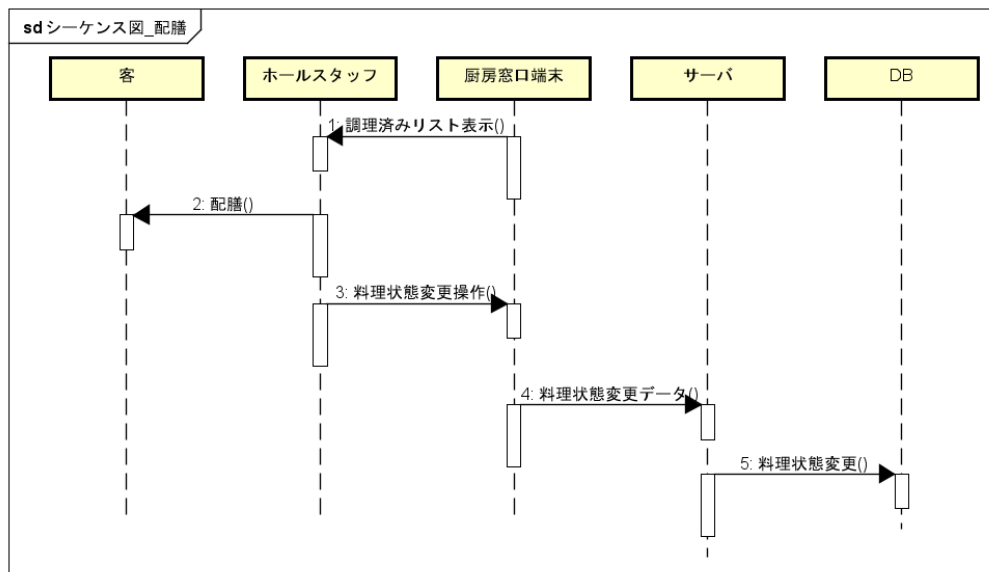 sd シーケンス図_配膳
客
ホールスタッフ
厨房窓口端末
サーバ
DB
1: 調理済みリスト表示()
2: 配膳()
3: 料理状態変更操作()
4: 料理状態変更データ()
5: 料理状態変更()